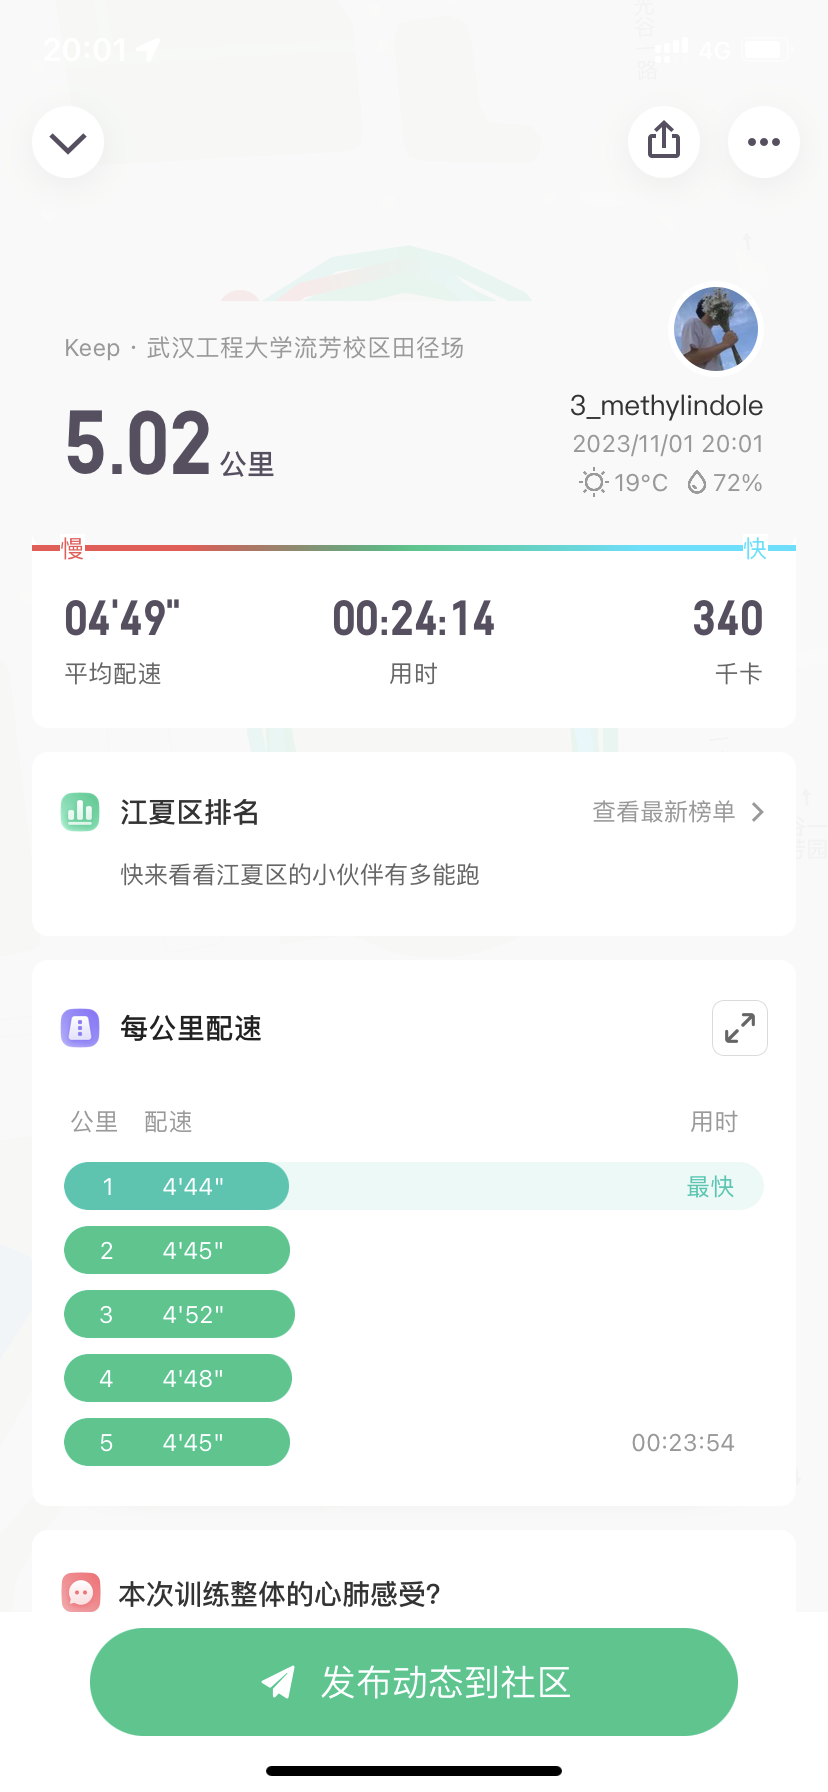 20:01
4G
光谷一路
Keep · 武汉工程大学流芳校区田径场
5.02 公里
3_methylindole
2023/11/01 20:01
19°C 72%
慢 快
04'49" 00:24:14 340
平均配速 用时 千卡
江夏区排名 查看最新榜单
快来看看江夏区的小伙伴有多能跑
每公里配速
公里 配速 用时
1 4'44" 最快
2 4'45"
3 4'52"
4 4'48"
5 4'45" 00:23:54
本次训练整体的心肺感受?
发布动态到社区